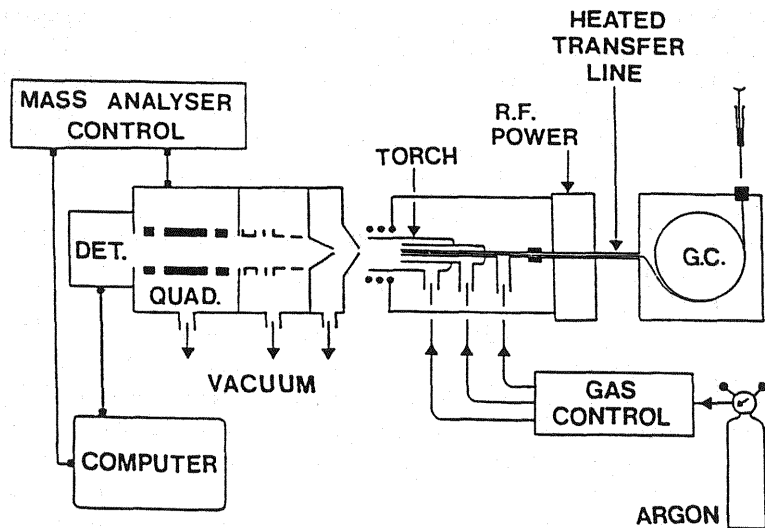 HEATED
TRANSFER
LINE
MASS ANALYSER
CONTROL
R.F.
POWER
TORCH
DET.
QUAD.
G.C.
VACUUM
GAS
CONTROL
COMPUTER
ARGON